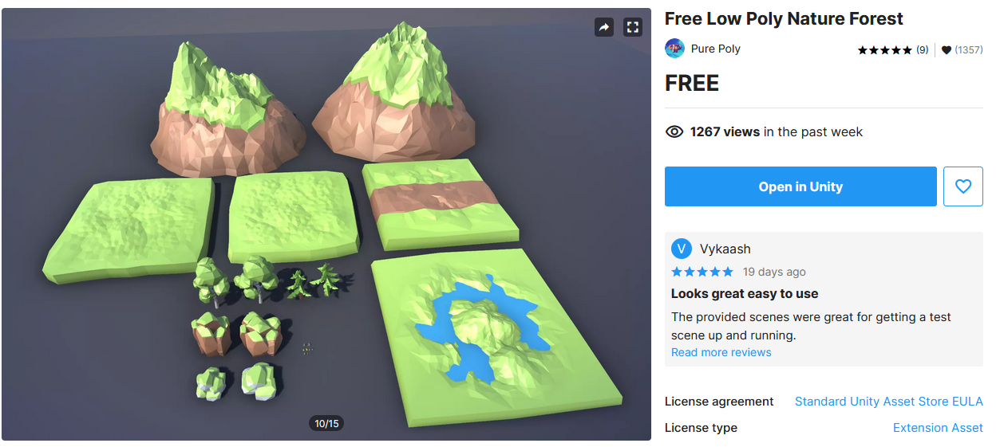 Free Low Poly Nature Forest
Pure Poly
(9)
(1357)
FREE
1267 views in the past week
Open in Unity
V
Vykaash
19 days ago
Looks great easy to use
The provided scenes were great for getting a test
scene up and running.
Read more reviews
License agreement
Standard Unity Asset Store EULA
License type
Extension Asset
10/15